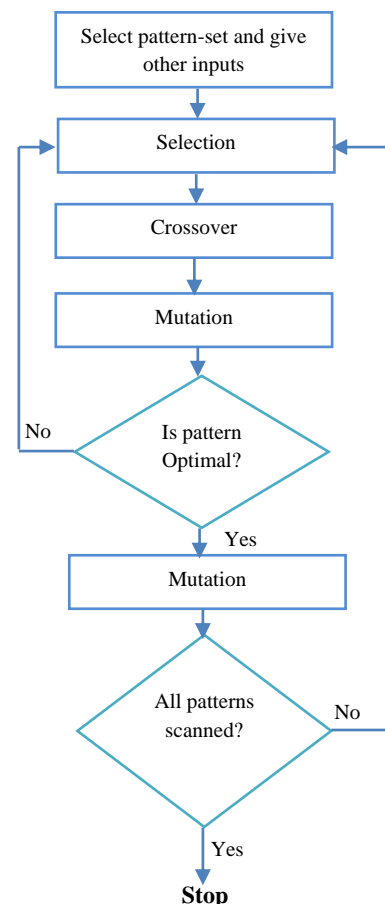 Select pattern-set and give
other inputs
Selection
Crossover
Mutation
Is pattern
Optimal?
No
Yes
Mutation
All patterns
scanned?
No
Yes
Stop